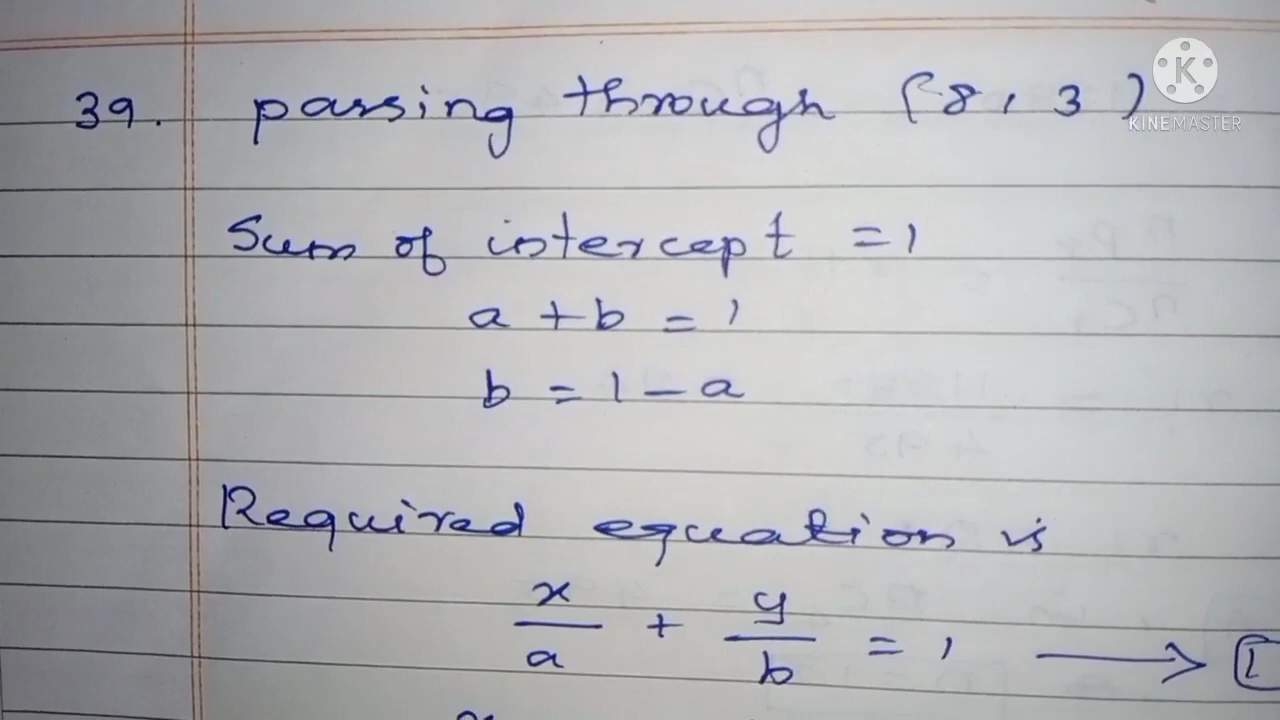 39. passing through (-8, 3)
KINEMASTER
Sum of intercept = 1
a + b = 1
b = 1 - a
Required equation is
x/a + y/b = 1 → 1